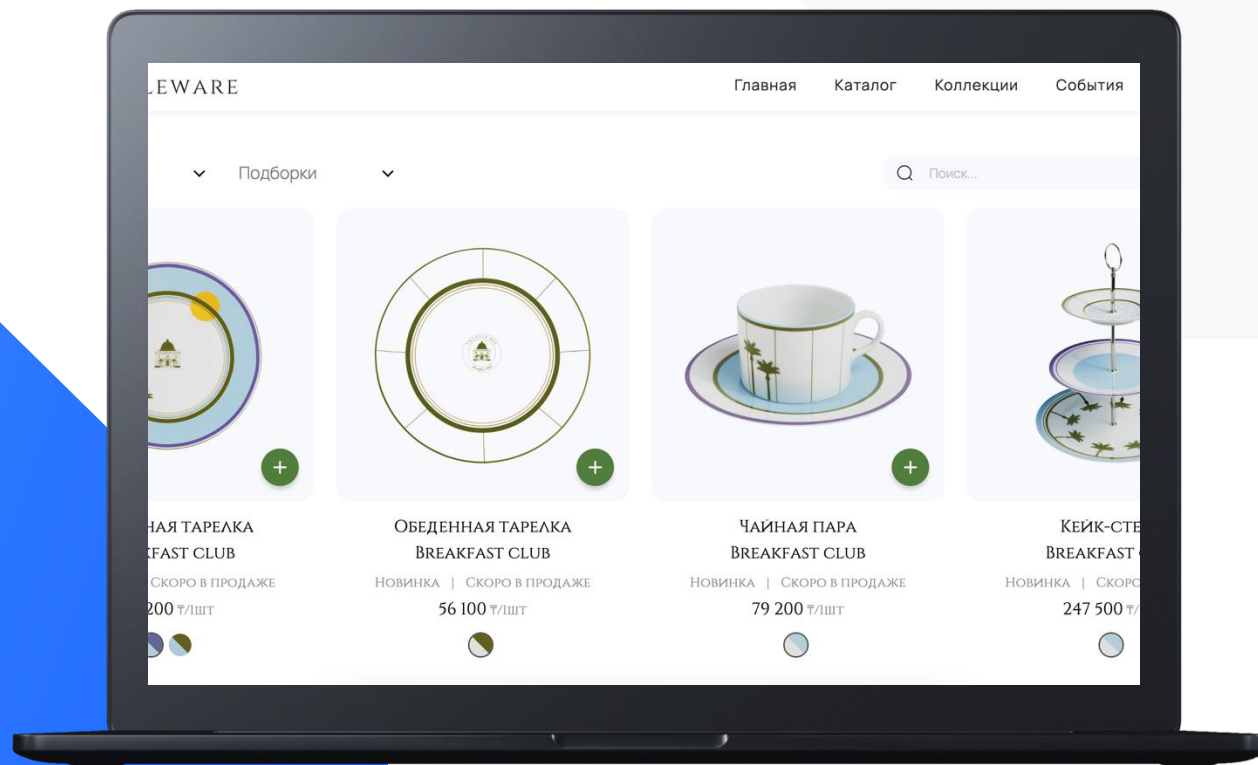 LEWARE
Главная Каталог Коллекции События
Подборки
Поиск...
НАЯ ТАРЕЛКА
FAST CLUB
СКОРО В ПРОДАЖЕ
200 ₸/1ШТ
ОБЕДЕННАЯ ТАРЕЛКА
BREAKFAST CLUB
НОВИНКА | СКОРО В ПРОДАЖЕ
56 100 ₸/1ШТ
ЧАЙНАЯ ПАРА
BREAKFAST CLUB
НОВИНКА | СКОРО В ПРОДАЖЕ
79 200 ₸/1ШТ
КЕЙК-СТЕ
BREAKFAST
НОВИНКА | СКОРО
247 500 ₸/